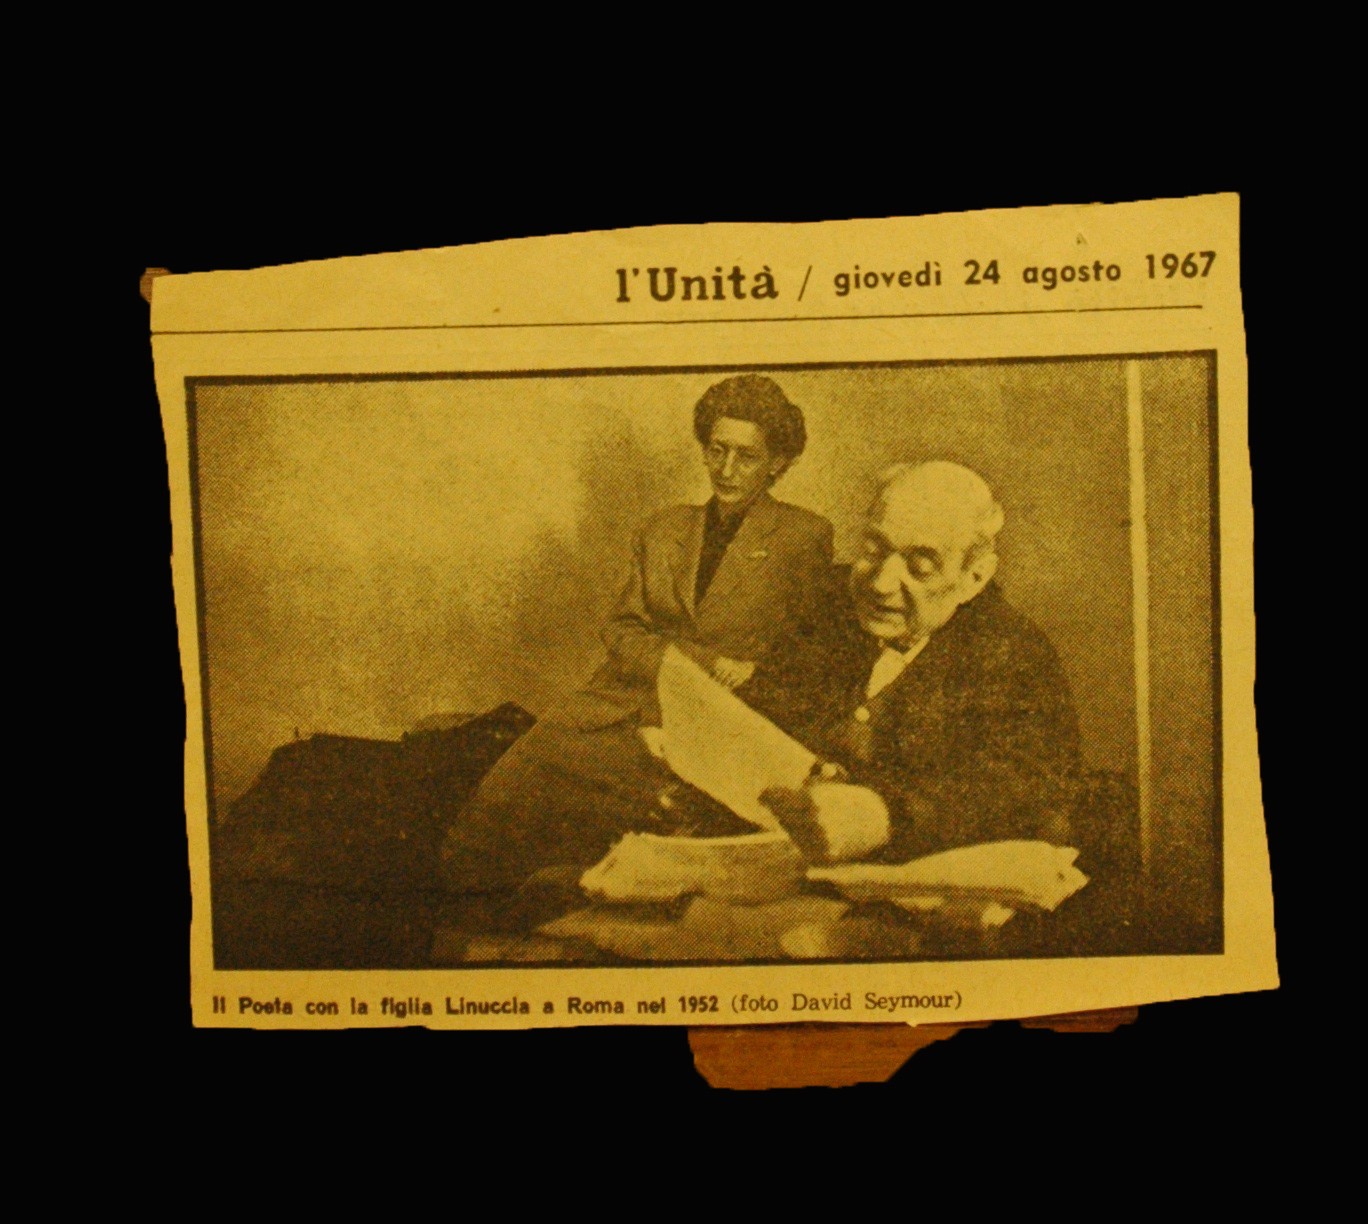 l'Unità / giovedì 24 agosto 1967
Il Poeta con la figlia Linuccia a Roma nel 1952 (foto David Seymour)